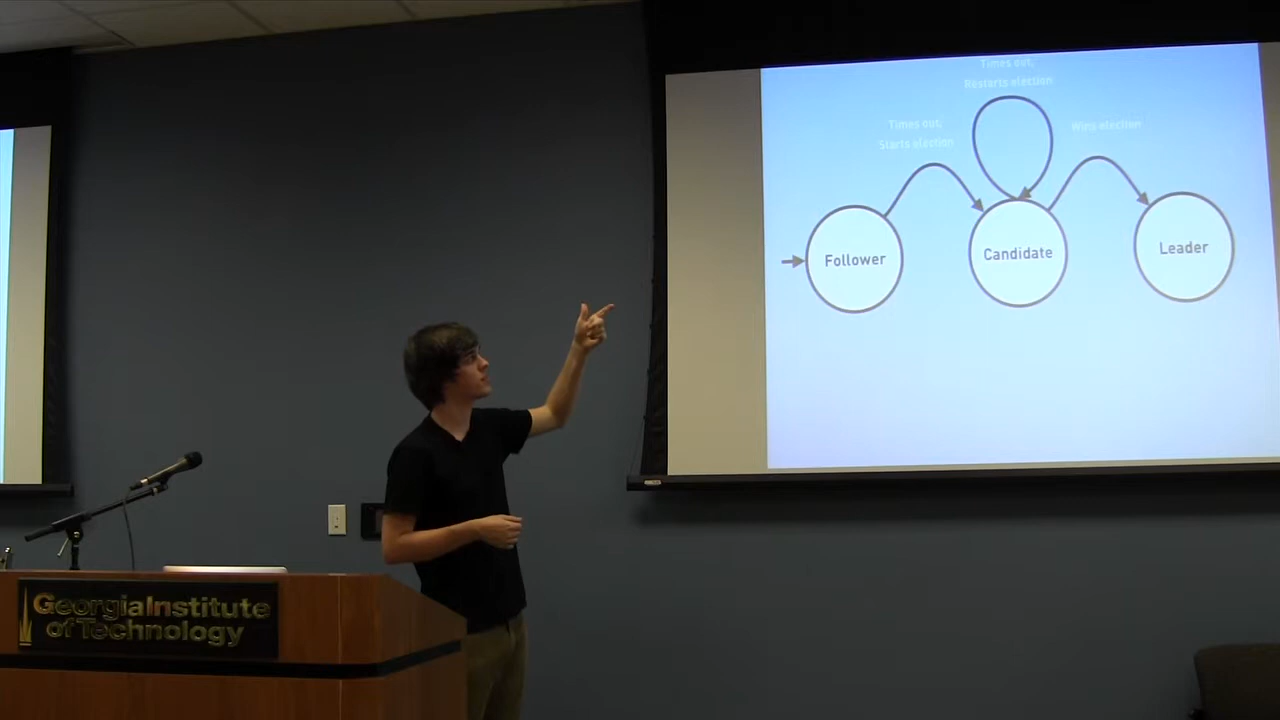 Times out,
Restarts election
Times out,
Starts election
Wins election
Follower
Candidate
Leader
GeorgiaInstitute
of Technology